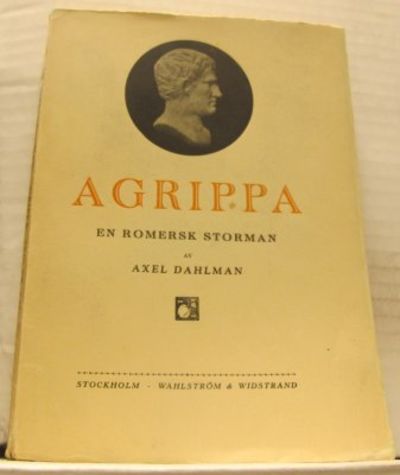 AGRIPPA
EN ROMERSK STORMAN
AV
AXEL DAHLMAN
STOCKHOLM - WAHLSTRÖM & WIDSTRAND